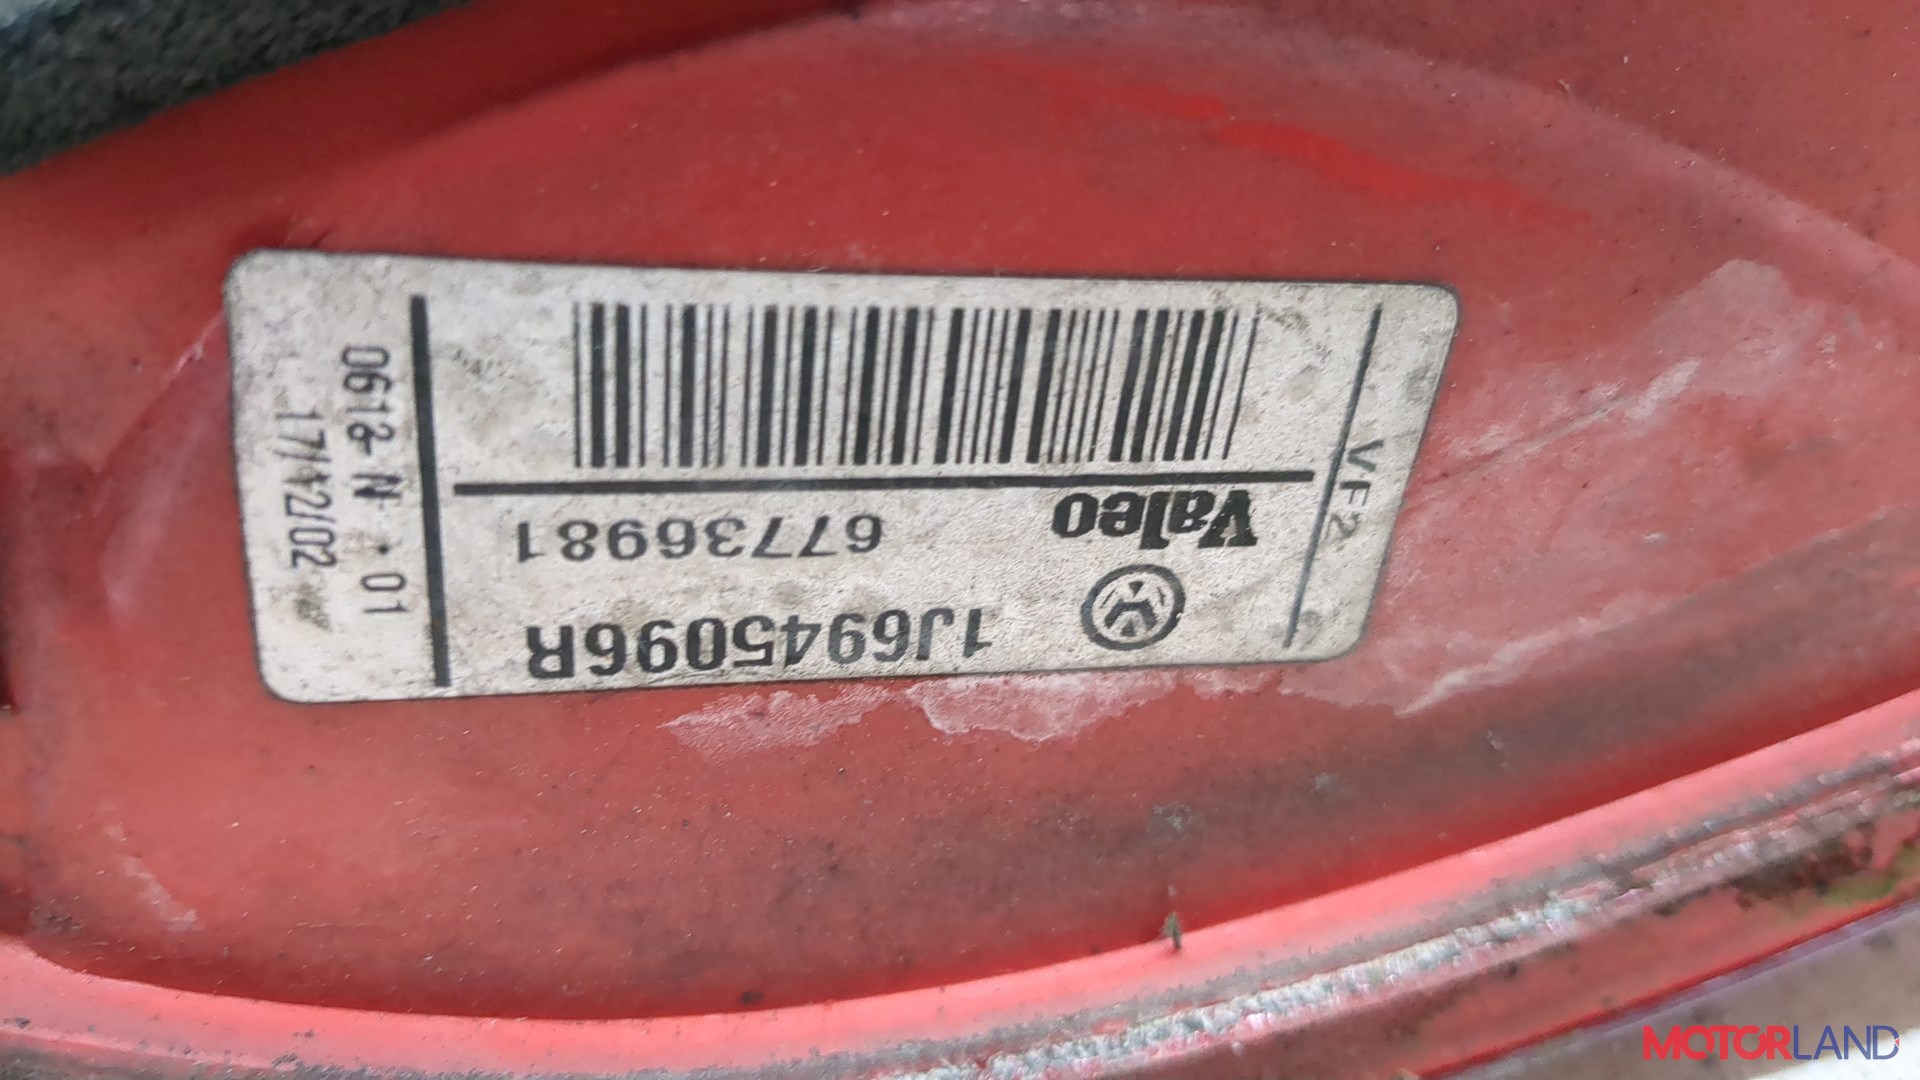 1J6945096R
67736981
Valeo
VF2
0612 N . 01
17/12/02
MOTORLAND